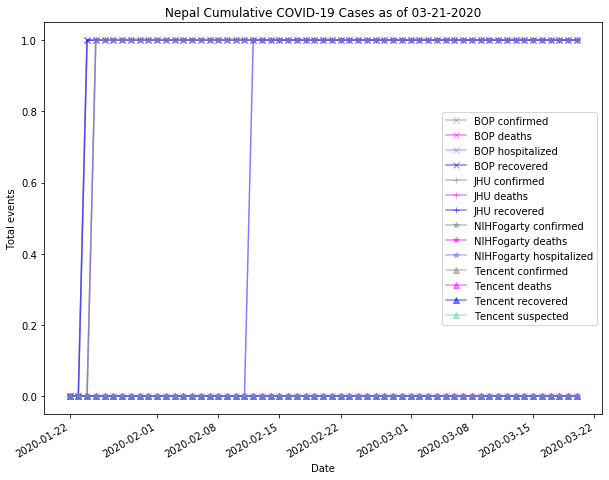 Nepal Cumulative COVID-19 Cases as of 03-21-2020
Total events
1.0
0.8
0.6
0.4
0.2
0.0
BOP confirmed
BOP deaths
BOP hospitalized
BOP recovered
JHU confirmed
JHU deaths
JHU recovered
NIHFogarty confirmed
NIHFogarty deaths
NIHFogarty hospitalized
Tencent confirmed
Tencent deaths
Tencent recovered
Tencent suspected
2020-01-22
2020-02-01
2020-02-08
2020-02-15
2020-02-22
2020-03-01
2020-03-08
2020-03-15
2020-03-22
Date